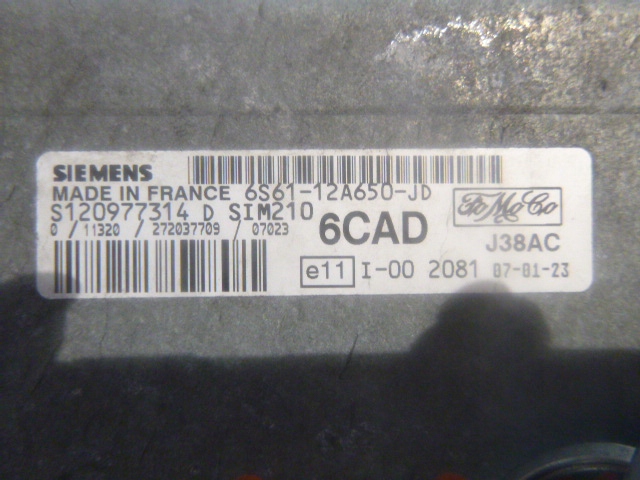 SIEMENS
MADE IN FRANCE 6S61-12A650-JD
S120977314 D SIM210
0 / 11320 / 272037709 / 07023
6CAD
FoMoCo
J38AC
e11 I-00 2081 07-01-23